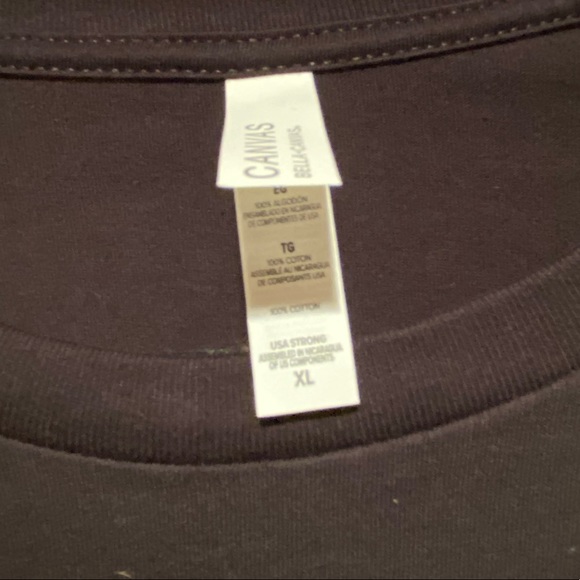 CANVAS
BELLA+CANVAS®
EG
100% ALGODÓN
ENSAMBLADO EN NICARAGUA
DE COMPONENTES DE USA
TG
100% COTON
ASSEMBLE AU NICARAGUA
DE COMPOSANTS USA
100% COTTON
USA STRONG
ASSEMBLED IN NICARAGUA
OF US COMPONENTS
XL